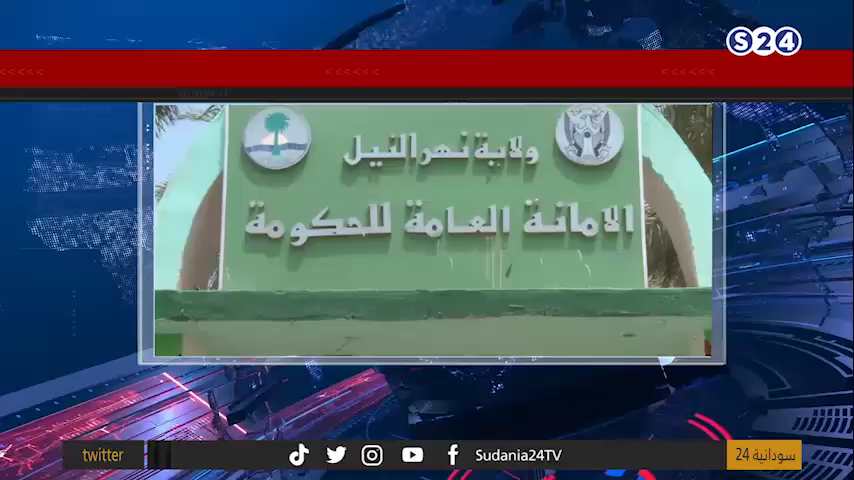 S24
ولاية نهر النيل
الامانة العامة للحكومة
twitter
Sudania24TV
سودانية 24